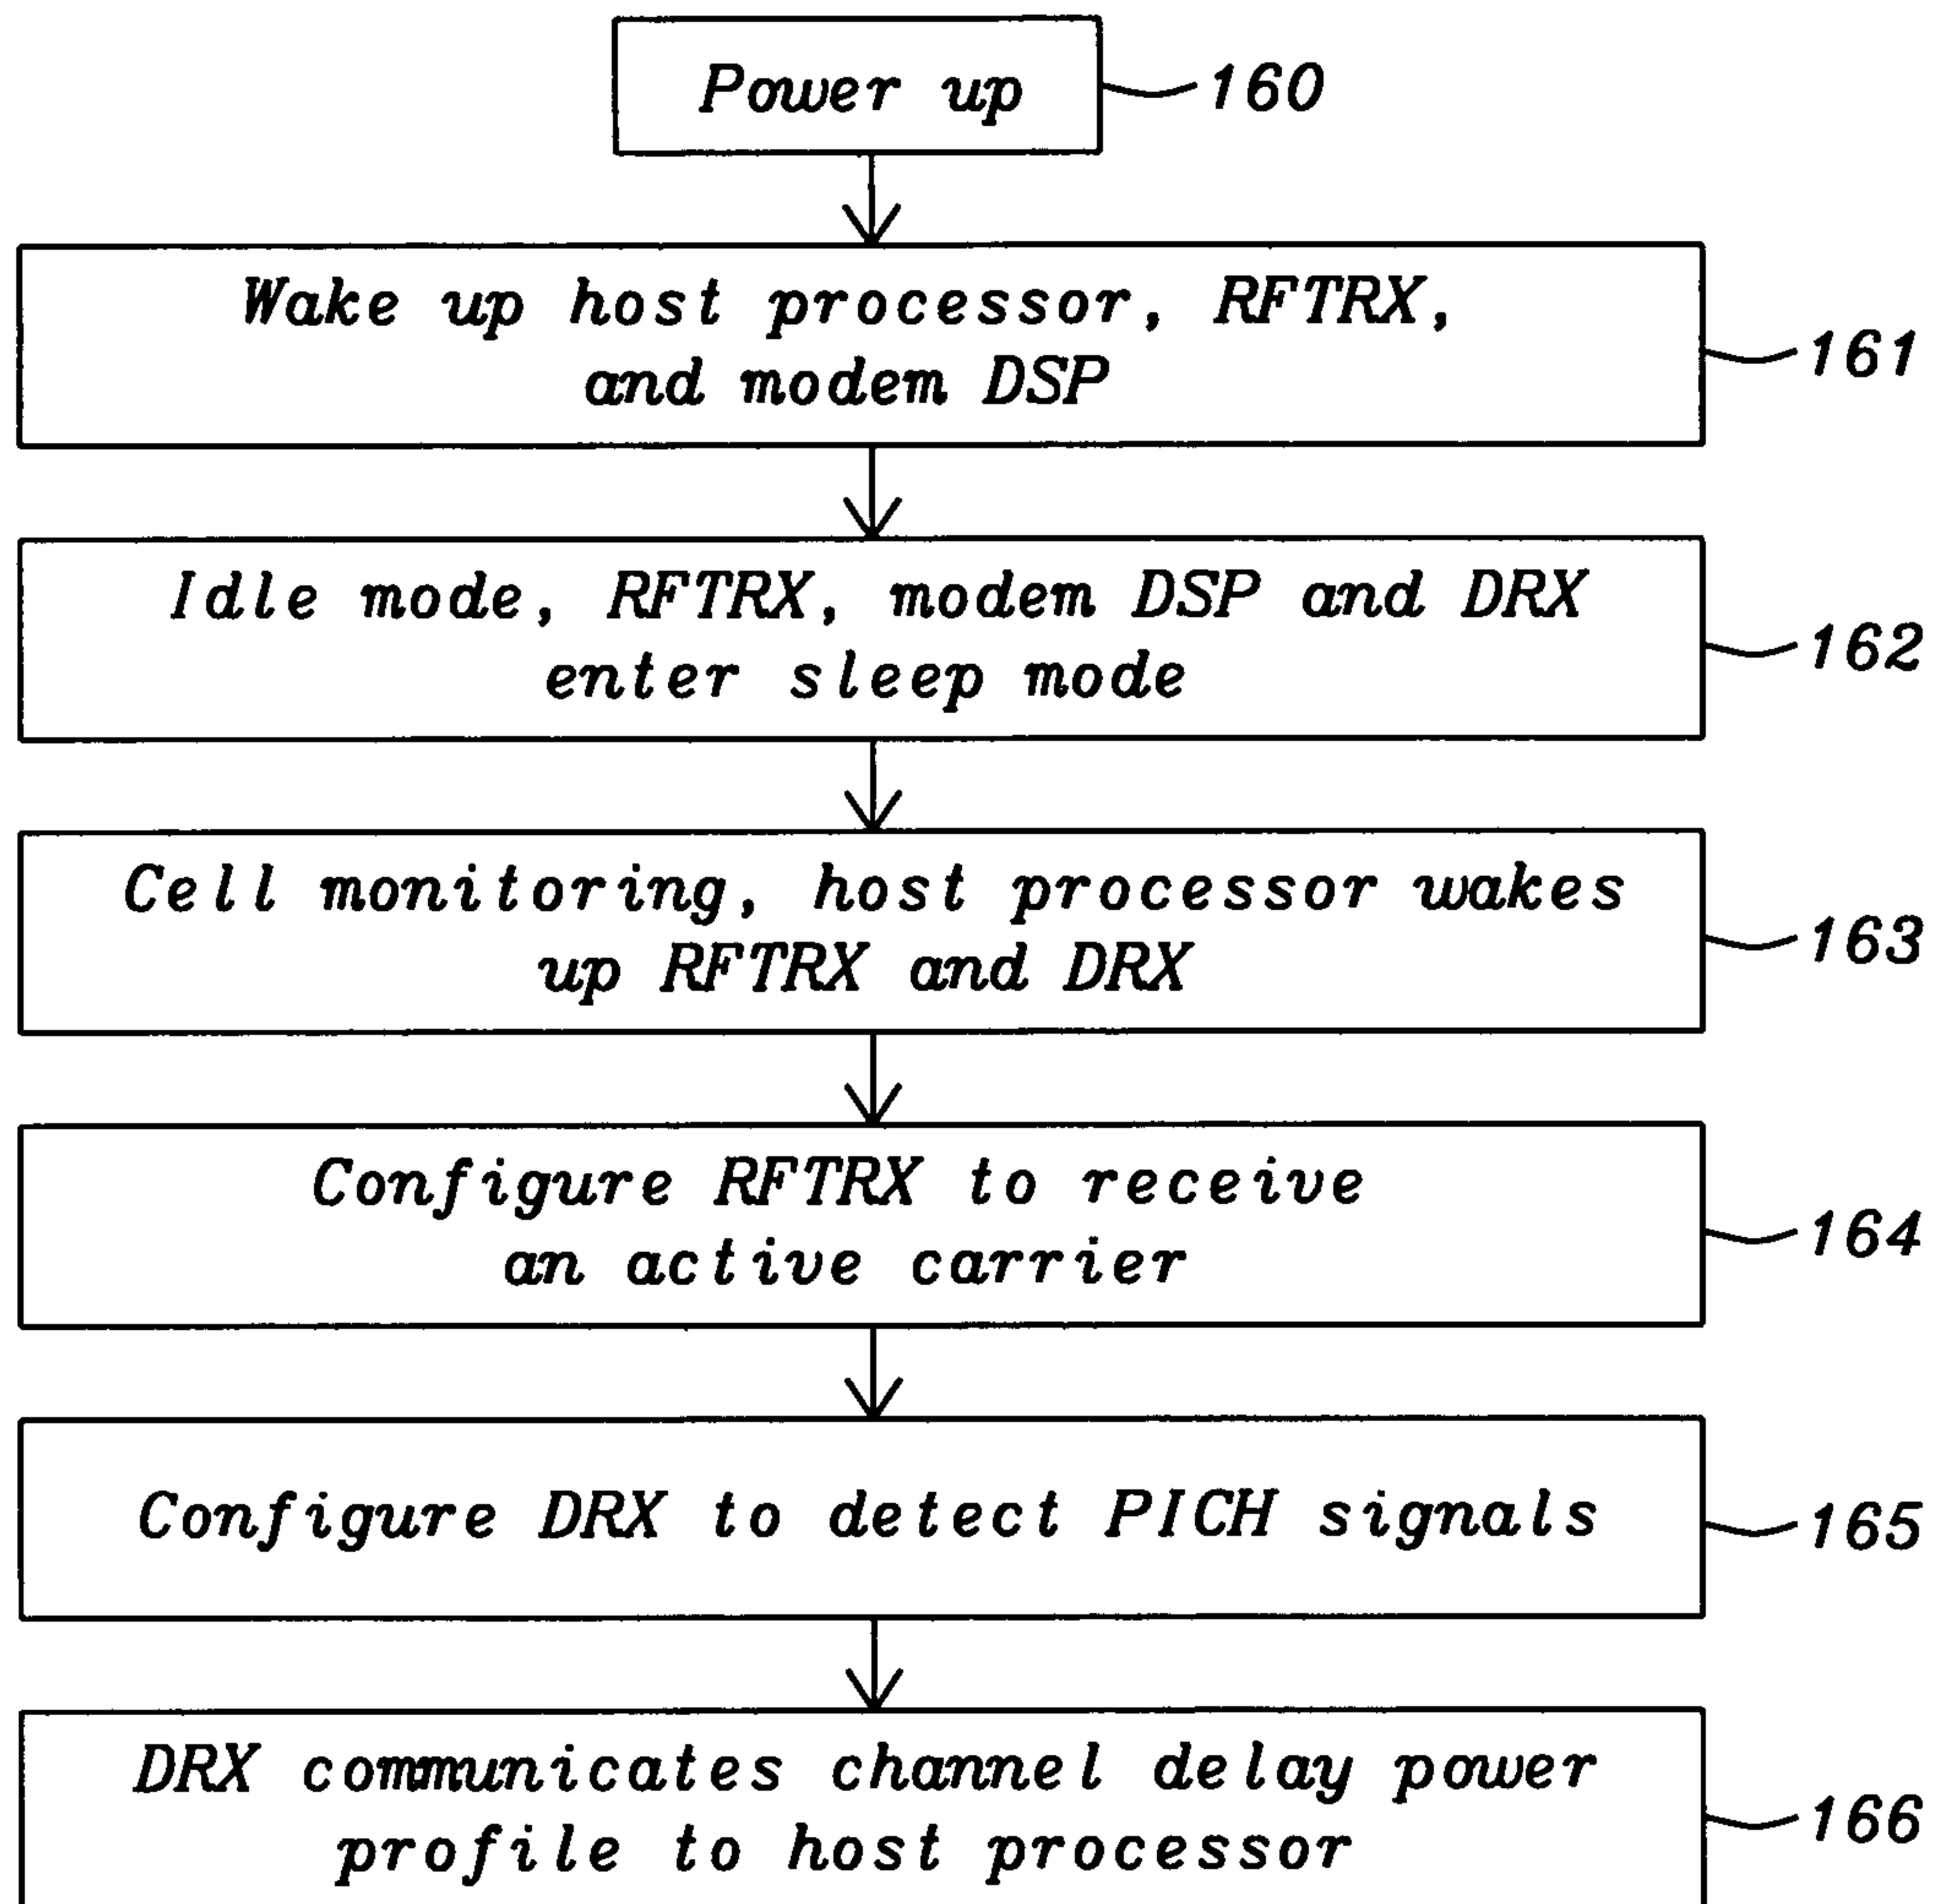 Power up
160
Wake up host processor, RFTRX,
and modem DSP
161
Idle mode, RFTRX, modem DSP and DRX
enter sleep mode
162
Cell monitoring, host processor wakes
up RFTRX and DRX
163
Configure RFTRX to receive
an active carrier
164
Configure DRX to detect PICH signals
165
DRX communicates channel delay power
profile to host processor
166